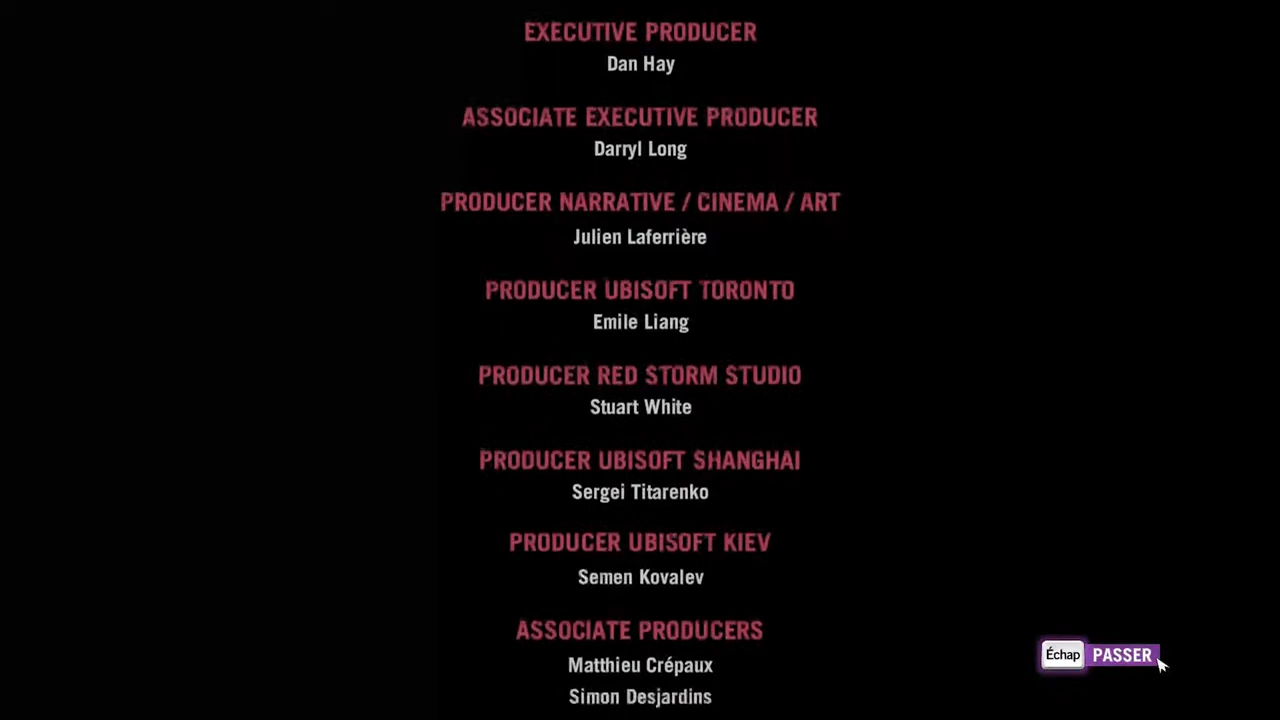 EXECUTIVE PRODUCER
Dan Hay
ASSOCIATE EXECUTIVE PRODUCER
Darryl Long
PRODUCER NARRATIVE / CINEMA / ART
Julien Laferrière
PRODUCER UBISOFT TORONTO
Emile Liang
PRODUCER RED STORM STUDIO
Stuart White
PRODUCER UBISOFT SHANGHAI
Sergei Titarenko
PRODUCER UBISOFT KIEV
Semen Kovalev
ASSOCIATE PRODUCERS
Matthieu Crépaux
Échap PASSER
Simon Desjardins